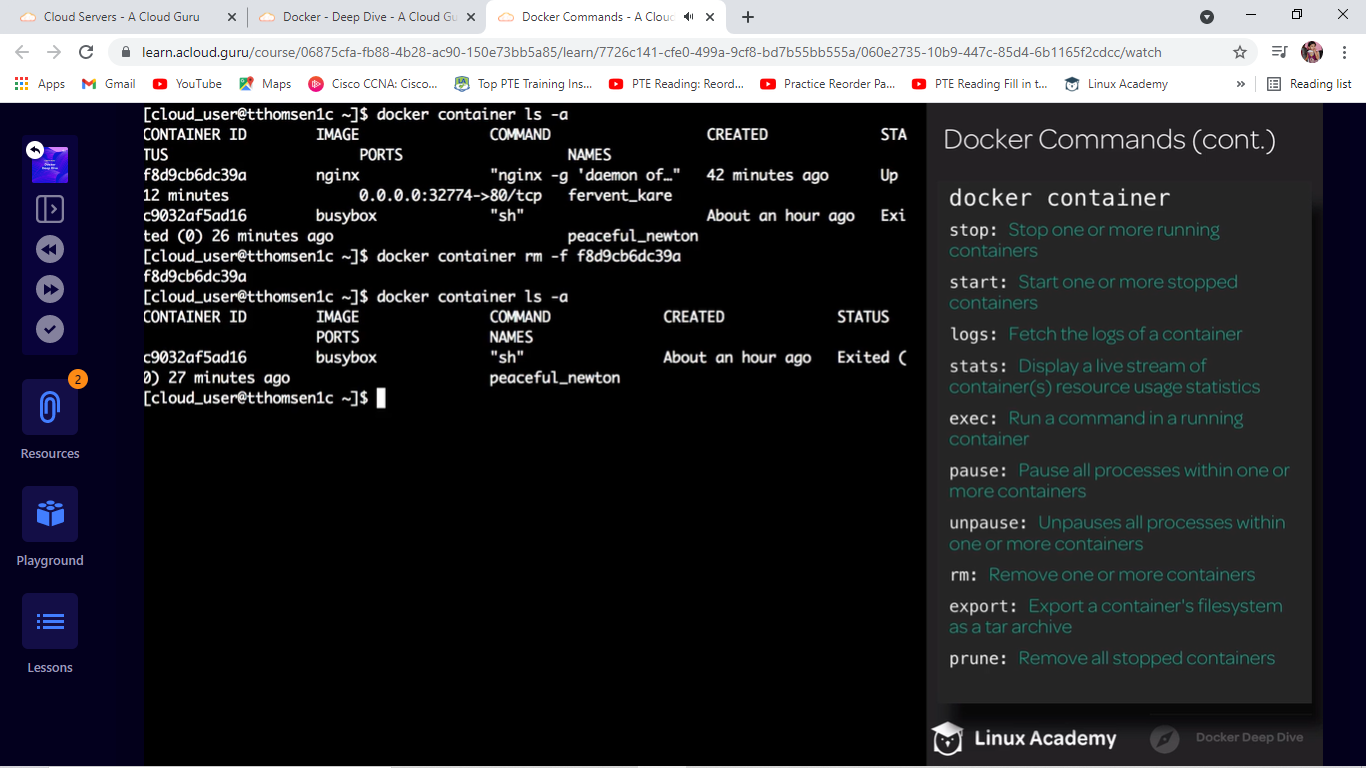 Cloud Servers - A Cloud Guru
Docker - Deep Dive - A Cloud Gu
Docker Commands - A Cloud
learn.acloud.guru/course/06875cfa-fb88-4b28-ac90-150e73bb5a85/learn/7726c141-cfe0-499a-9cf8-bd7b55bb555a/060e2735-10b9-447c-85d4-6b1165f2cdcc/watch
Apps Gmail YouTube Maps Cisco CCNA: Cisco... Top PTE Training Ins... PTE Reading: Reord... Practice Reorder Pa... PTE Reading Fill in t... Linux Academy » Reading list
2
Resources
Playground
Lessons
[cloud_user@tthomsen1c ~]$ docker container ls -a
CONTAINER ID IMAGE COMMAND CREATED STA
TUS PORTS NAMES
f8d9cb6dc39a nginx "nginx -g 'daemon of…" 42 minutes ago Up
12 minutes 0.0.0.0:32774->80/tcp fervent_kare
c9032af5ad16 busybox "sh" About an hour ago Exi
ted (0) 26 minutes ago peaceful_newton
[cloud_user@tthomsen1c ~]$ docker container rm -f f8d9cb6dc39a
f8d9cb6dc39a
[cloud_user@tthomsen1c ~]$ docker container ls -a
CONTAINER ID IMAGE COMMAND CREATED STATUS
PORTS NAMES
c9032af5ad16 busybox "sh" About an hour ago Exited (
0) 27 minutes ago peaceful_newton
[cloud_user@tthomsen1c ~]$
Docker Commands (cont.)
docker container
stop: Stop one or more running
containers
start: Start one or more stopped
containers
logs: Fetch the logs of a container
stats: Display a live stream of
container(s) resource usage statistics
exec: Run a command in a running
container
pause: Pause all processes within one or
more containers
unpause: Unpauses all processes within
one or more containers
rm: Remove one or more containers
export: Export a container's filesystem
as a tar archive
prune: Remove all stopped containers
Linux Academy
Docker Deep Dive